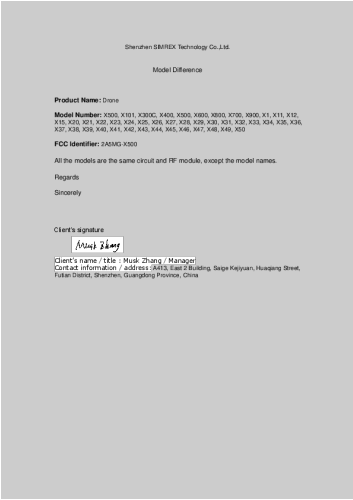 Shenzhen SIMREX Technology Co.,Ltd.
Model Difference
Product Name: Drone
Model Number: X500, X101, X300C, X400, X500, X600, X800, X700, X900, X1, X11, X12,
X15, X20, X21, X22, X23, X24, X25, X26, X27, X28, X29, X30, X31, X32, X33, X34, X35, X36,
X37, X38, X39, X40, X41, X42, X43, X44, X45, X46, X47, X48, X49, X50
FCC Identifier: 2A5MG-X500
All the models are the same circuit and RF module, except the model names.
Regards
Sincerely
Client's signature
Musk Zhang
Client's name / title : Musk Zhang / Manager
Contact information / address: A413, East 2 Building, Saige Kejiyuan, Huaqiang Street,
Futian District, Shenzhen, Guangdong Province, China